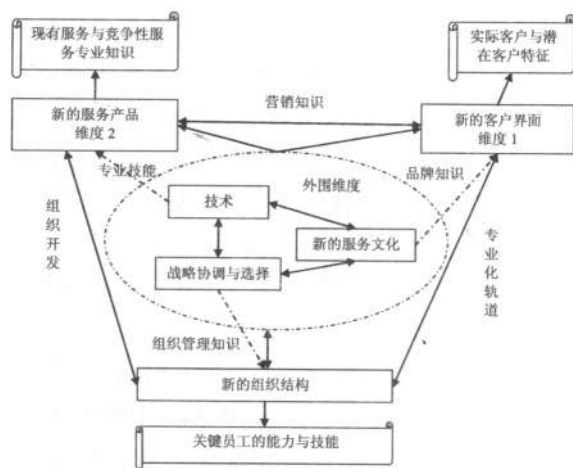 现有服务与竞争性服
务专业知识
实际客户与潜
在客户特征
新的服务产品
维度 2
营销知识
新的客户界面
维度 1
专业技能
外围维度
品牌知识
技术
新的服务文化
战略协调与选择
组织开发
专业化轨道
组织管理知识
新的组织结构
关键员工的能力与技能